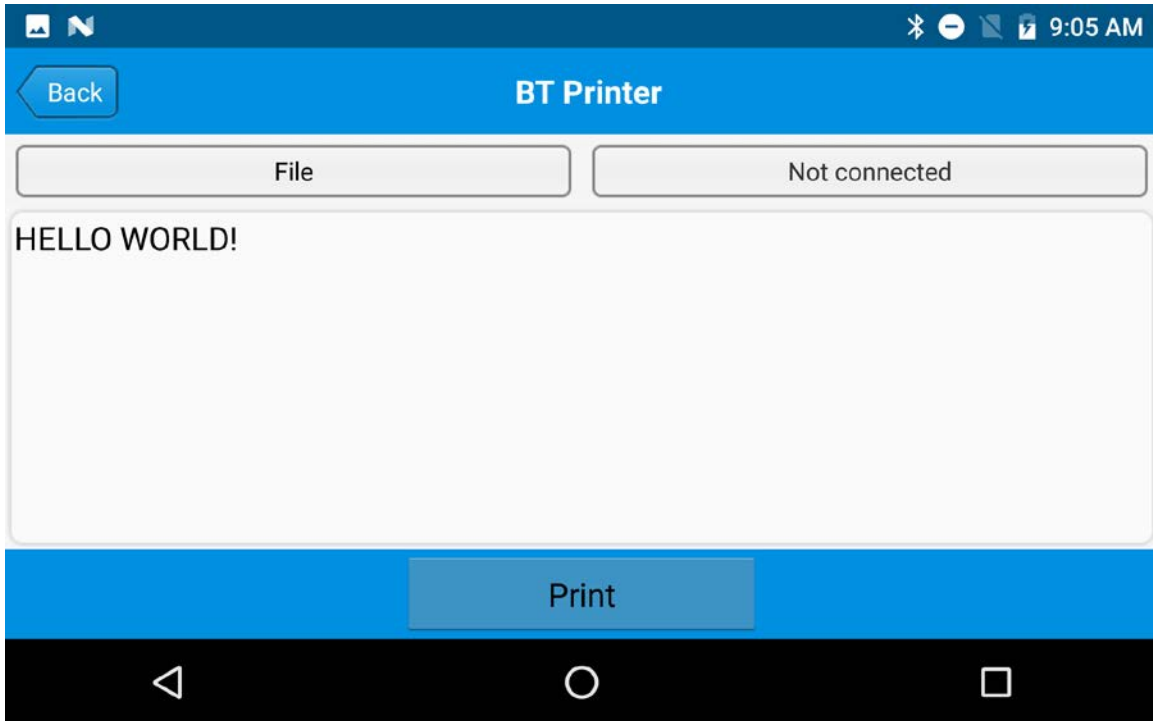 9:05 AM
Back
BT Printer
File
Not connected
HELLO WORLD!
Print